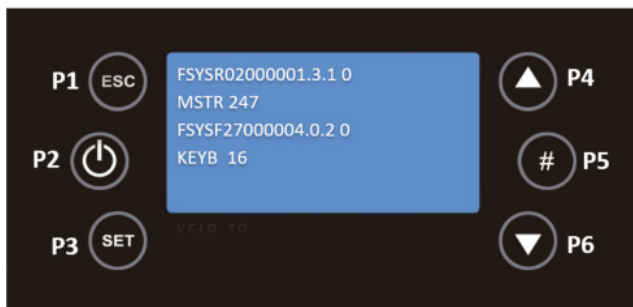 P1 ESC
P2
P3 SET
FSYSR02000001.3.1 0
MSTR 247
FSYSF27000004.0.2 0
KEYB  16
P4
# P5
P6